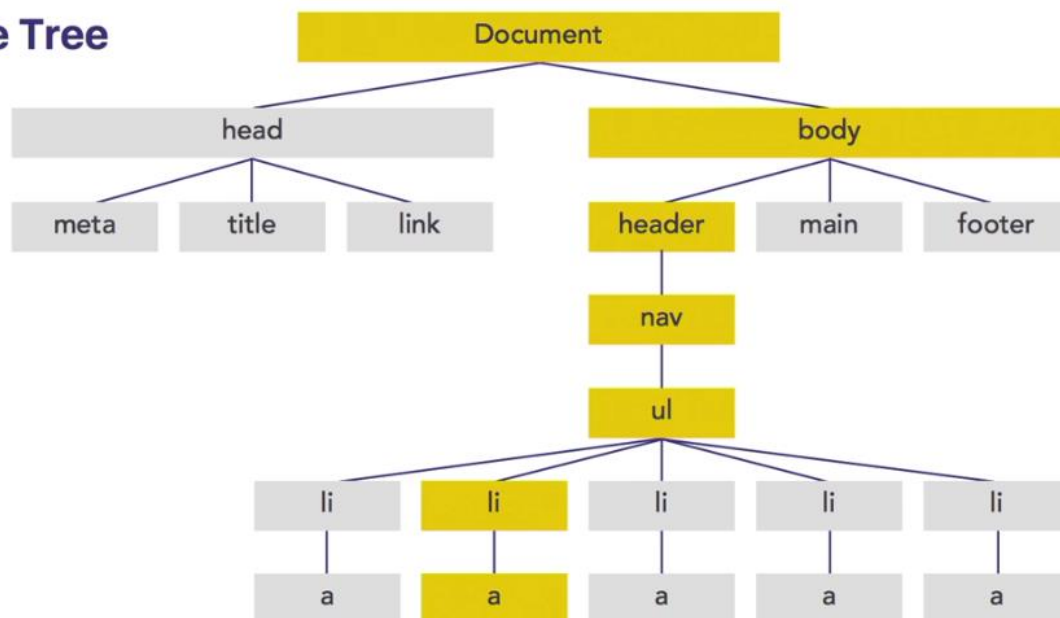 e Tree
Document
head
body
meta
title
link
header
main
footer
nav
ul
li
li
li
li
li
a
a
a
a
a